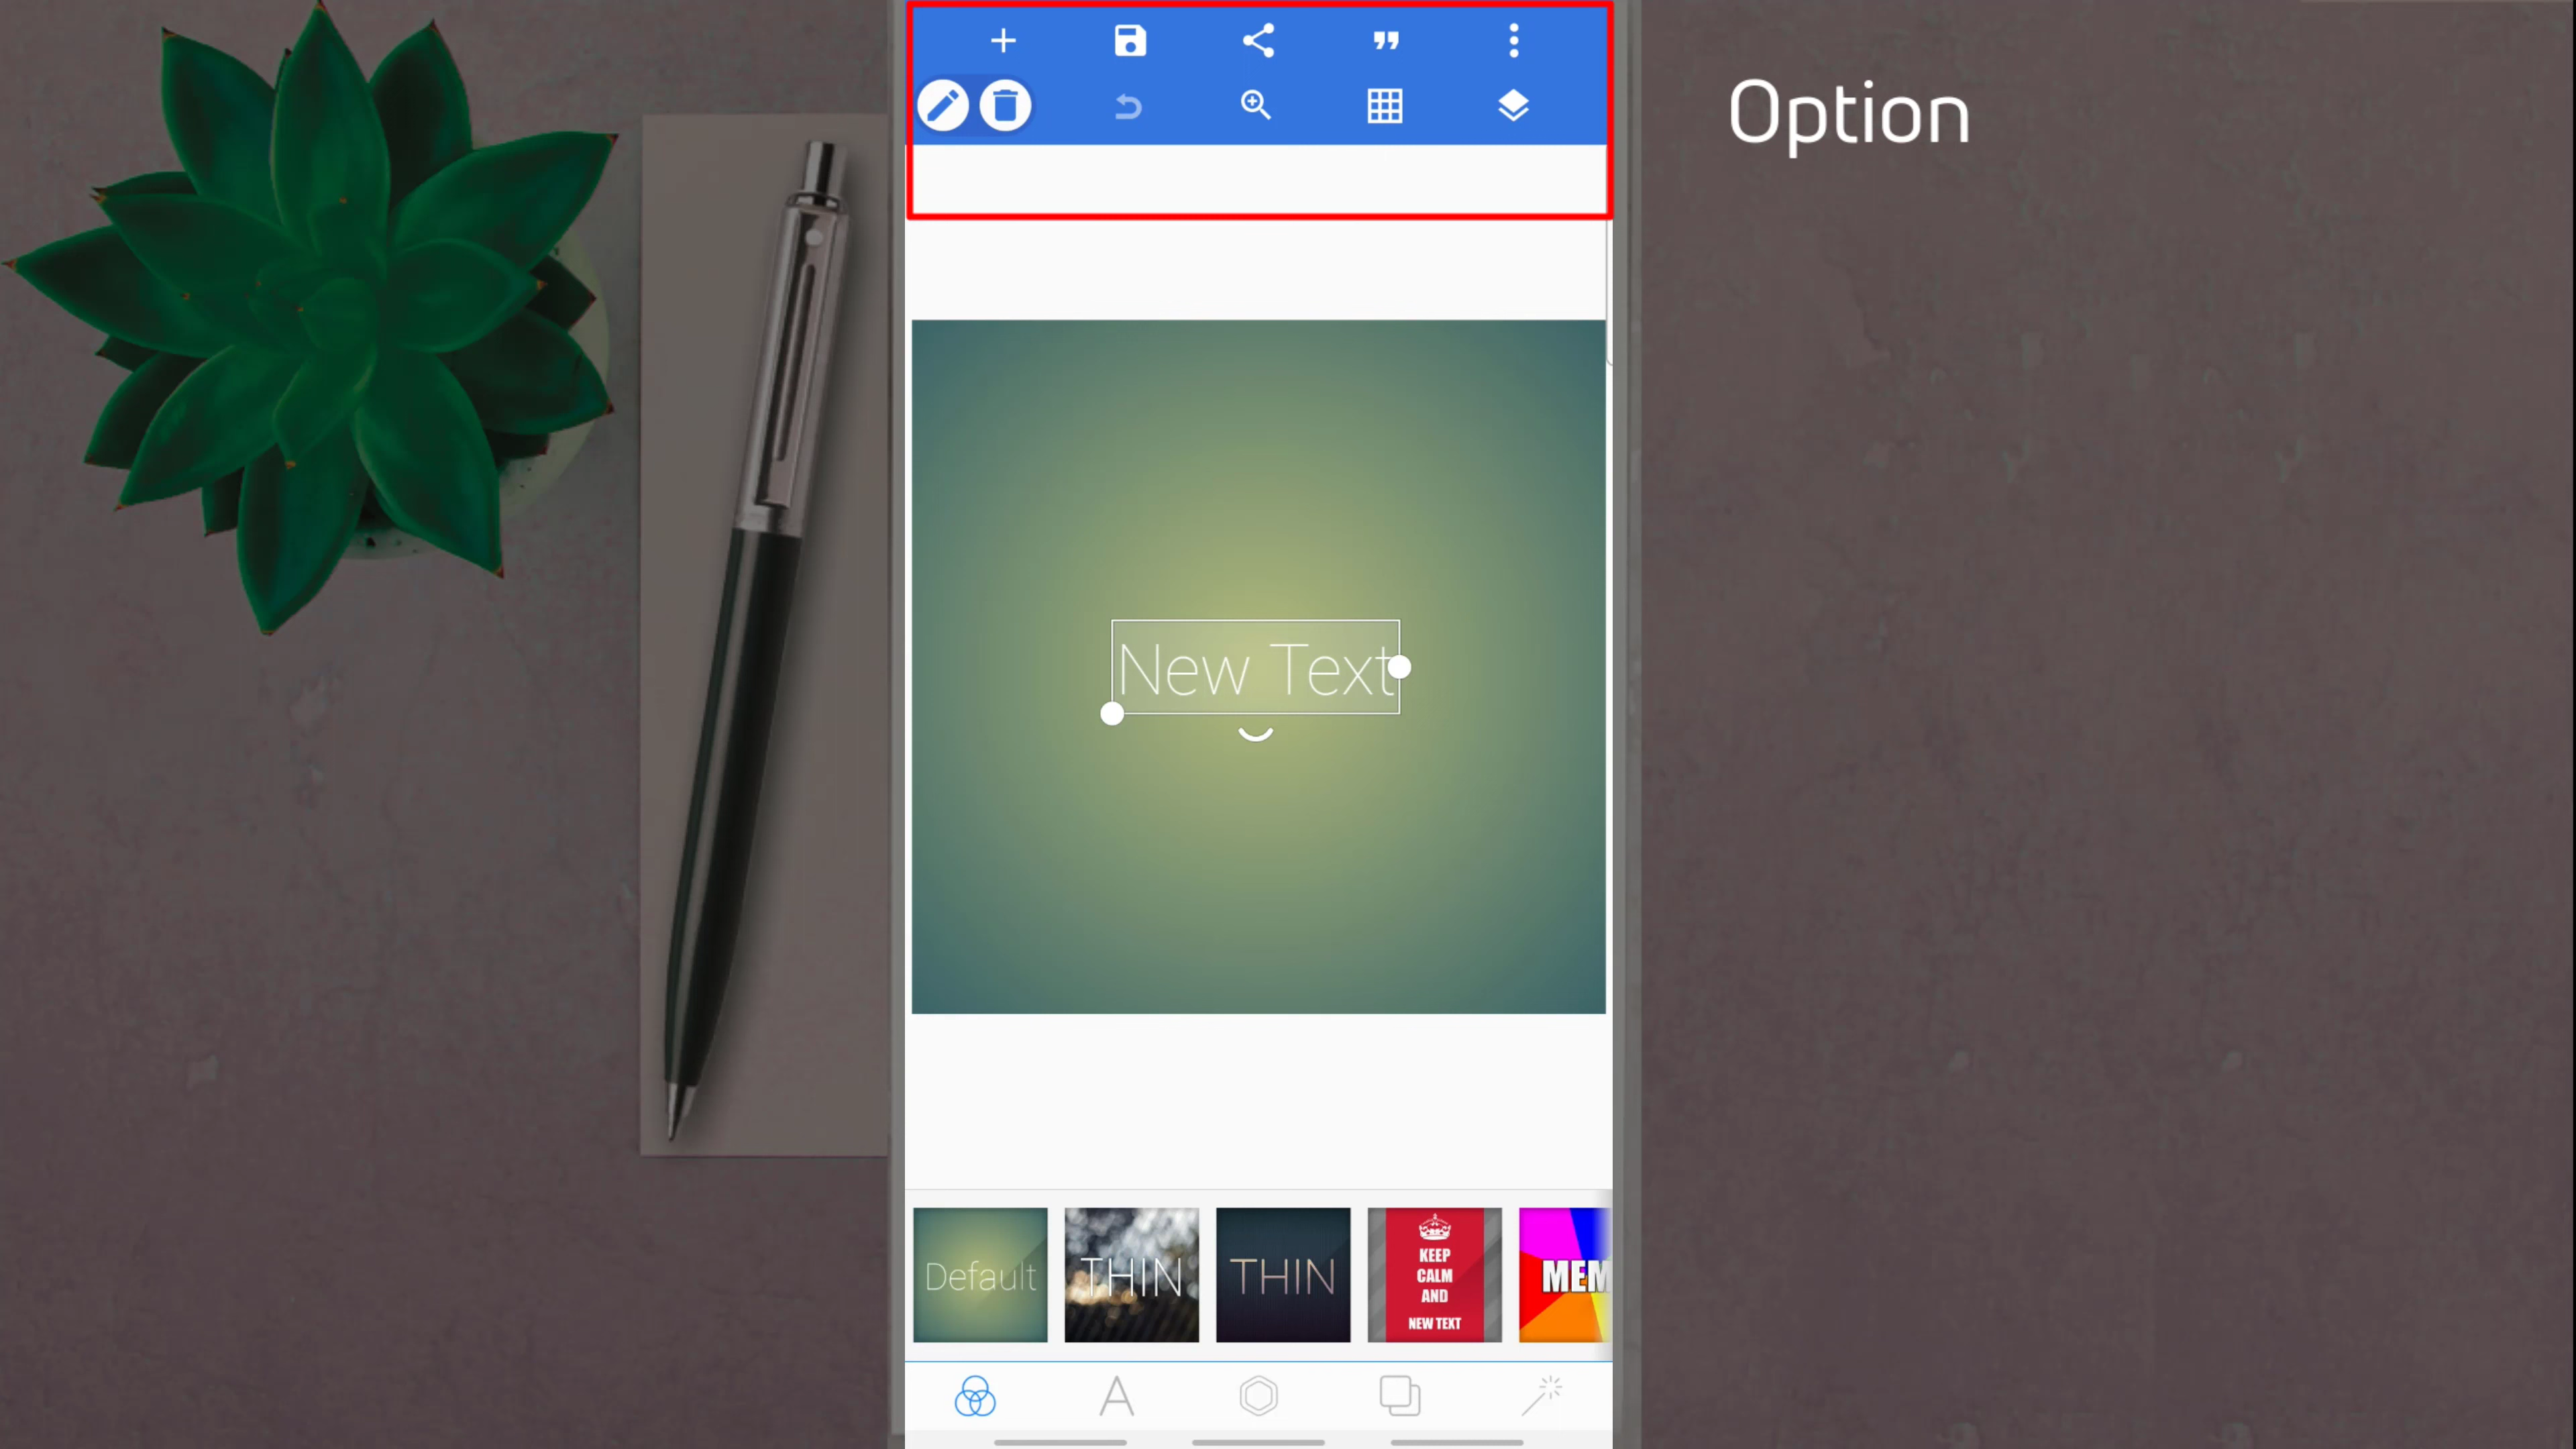 Option
New Text
Default
THIN
THIN
KEEP
CALM
AND
NEW TEXT
MEM